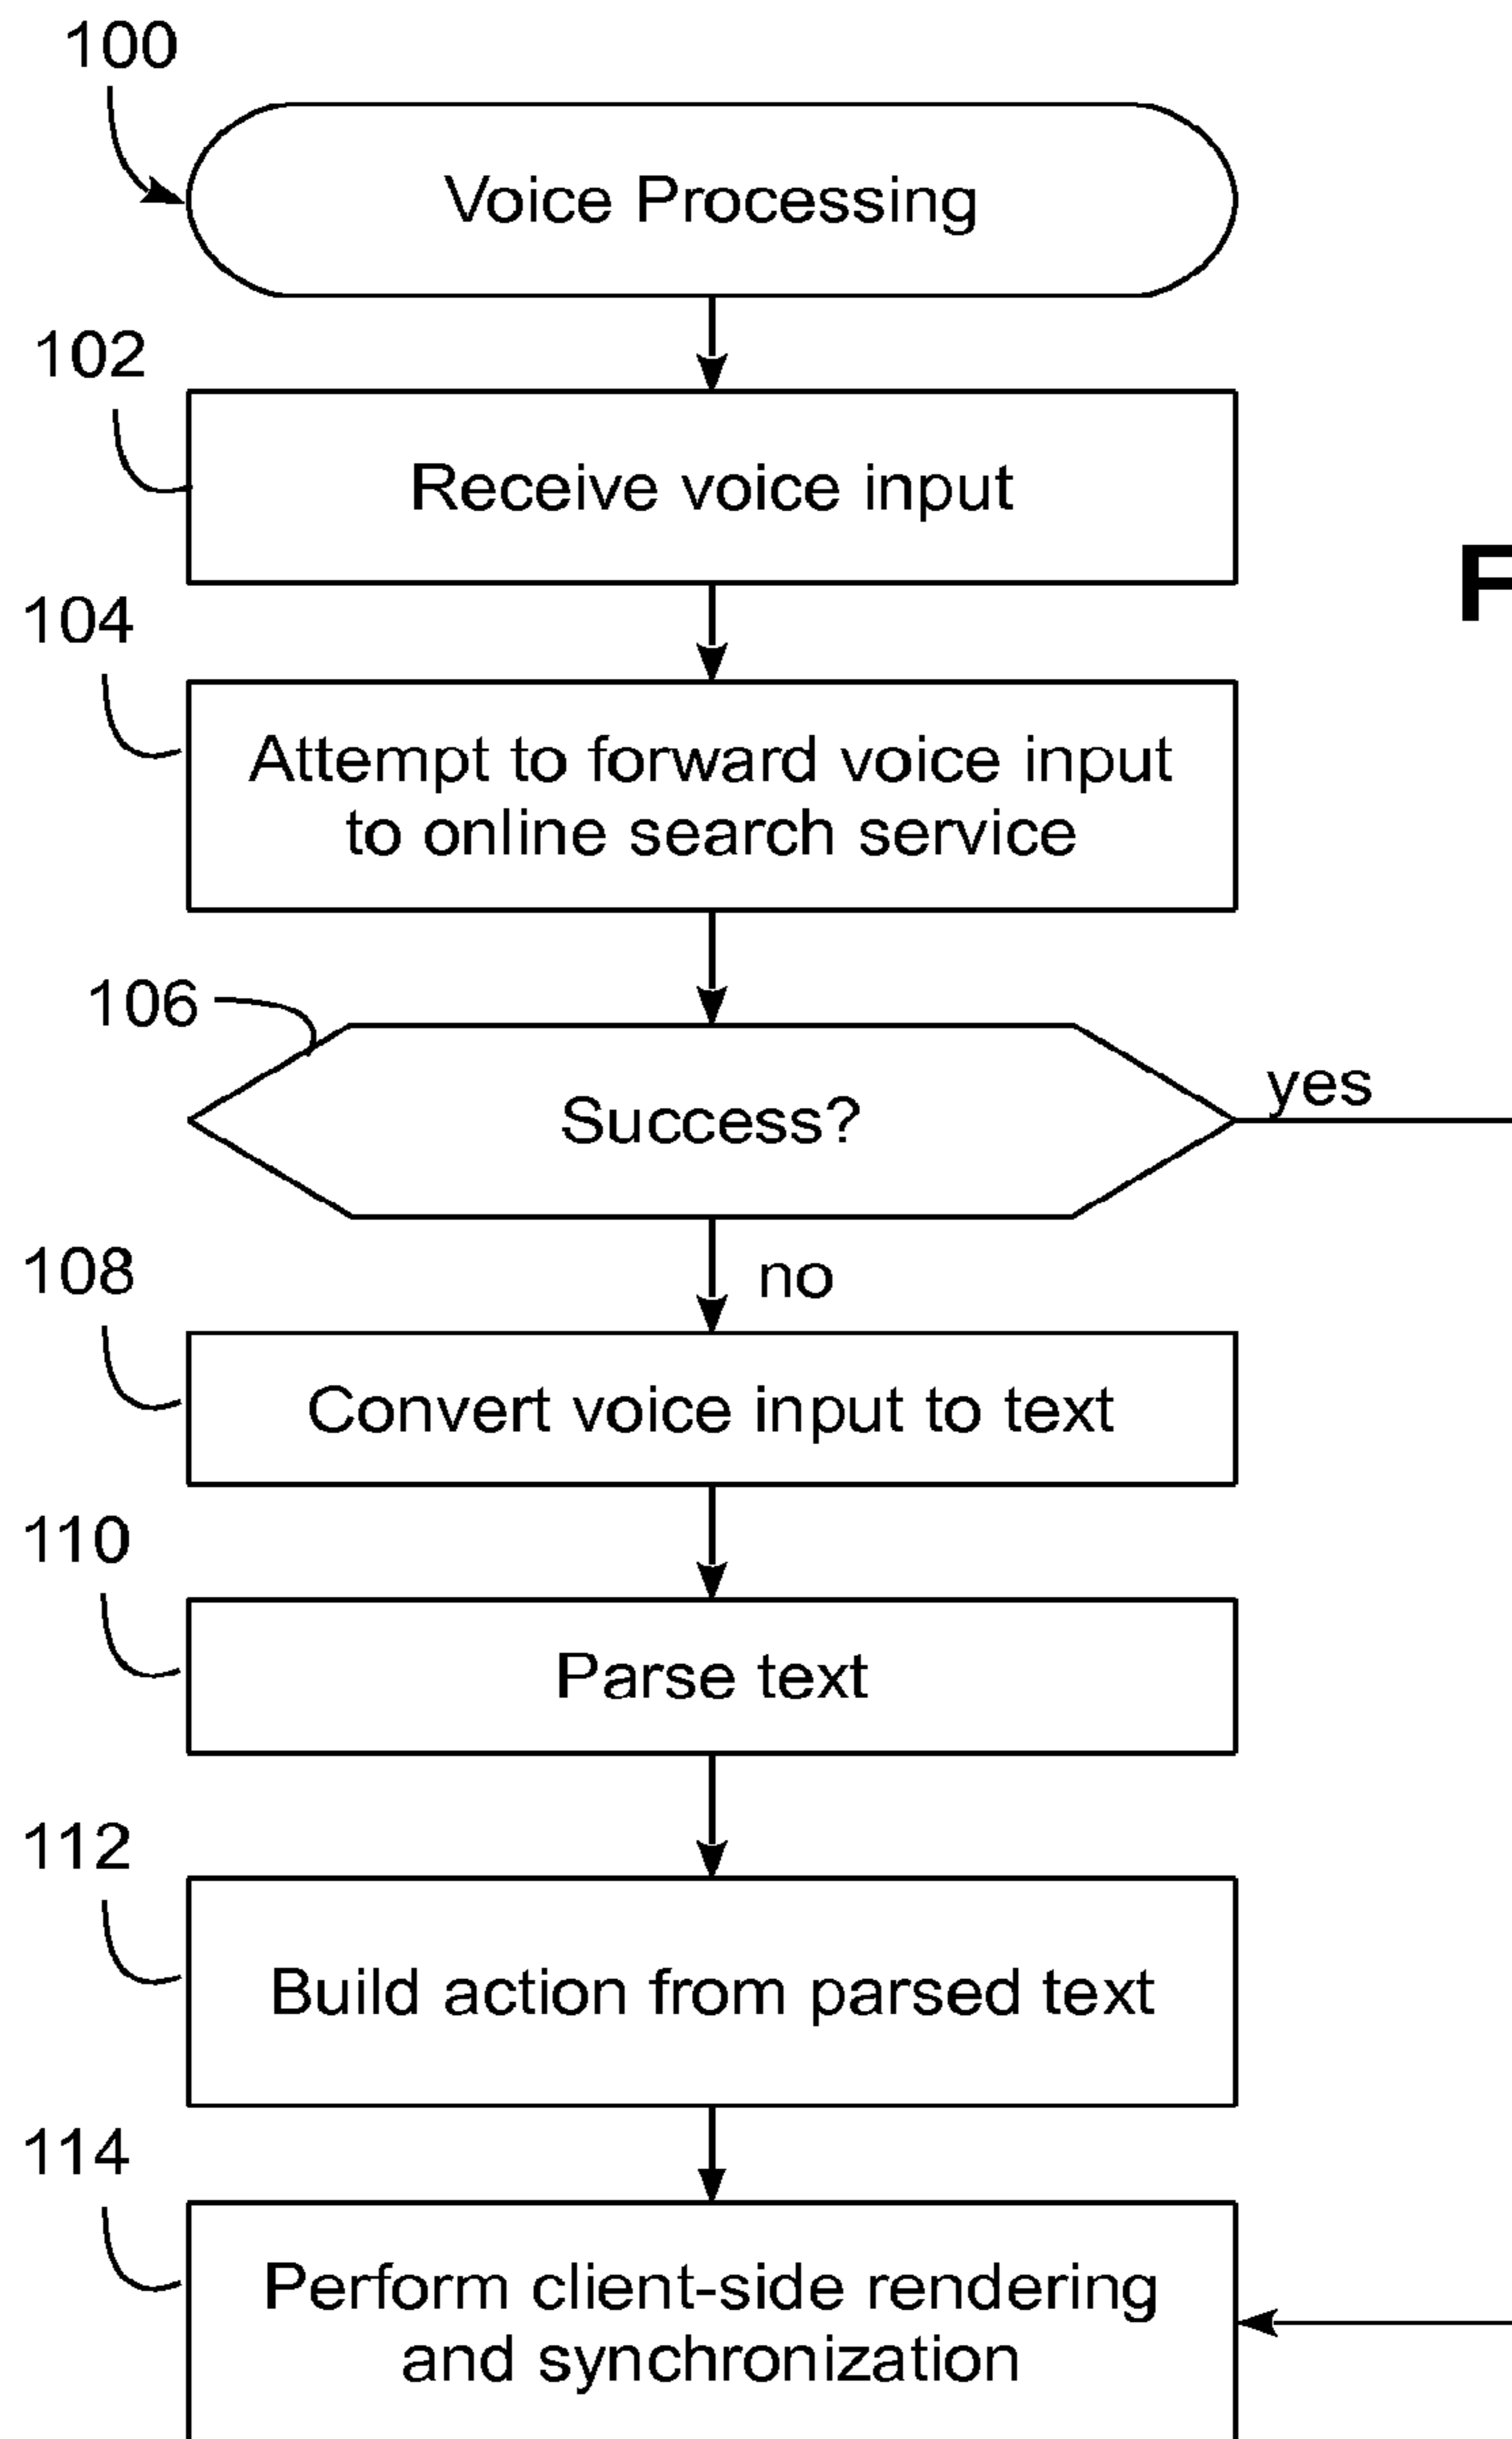 100
Voice Processing
102
Receive voice input
F
104
Attempt to forward voice input
to online search service
106
Success?
yes
no
108
Convert voice input to text
110
Parse text
112
Build action from parsed text
114
Perform client-side rendering
and synchronization